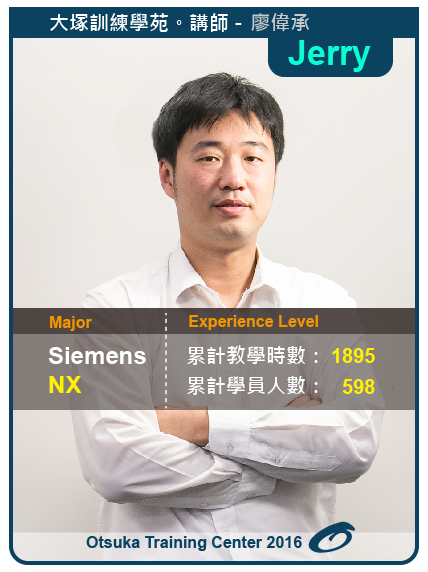 大塚訓練學苑。講師 - 廖偉承
Jerry
Major
Experience Level
Siemens
NX
累計教學時數： 1895
累計學員人數： 598
Otsuka Training Center 2016